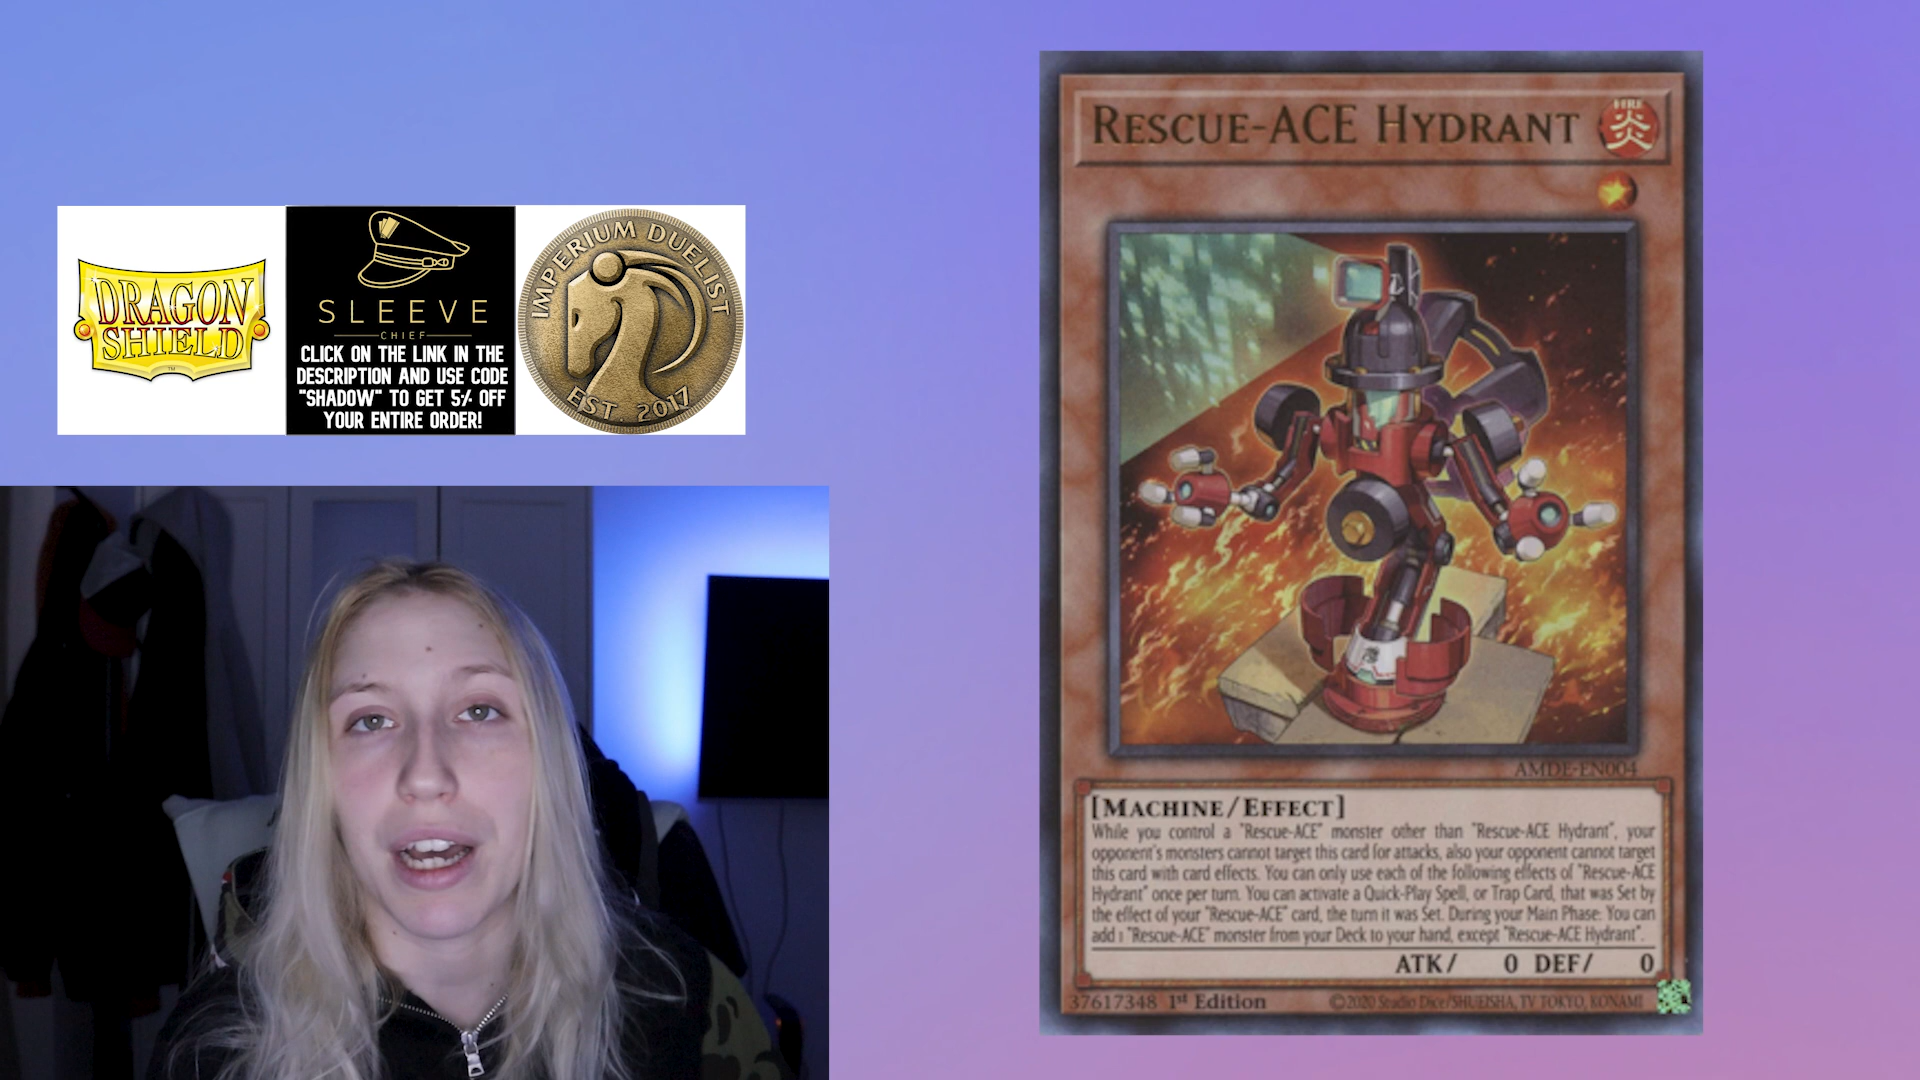 DRAGON
SHIELD
TM
SLEEVE
CHIEF
CLICK ON THE LINK IN THE
DESCRIPTION AND USE CODE
"SHADOW" TO GET 5% OFF
YOUR ENTIRE ORDER!
IMPERIUM DUELIST
EST. 2017
RESCUE-ACE HYDRANT
FIRE
炎
AMDE-EN004
[MACHINE/EFFECT]
While you control a "Rescue-ACE" monster other than "Rescue-ACE Hydrant", your
opponent's monsters cannot target this card for attacks, also your opponent cannot target
this card with card effects. You can only use each of the following effects of "Rescue-ACE
Hydrant" once per turn. You can activate a Quick-Play Spell, or Trap Card, that was Set by
the effect of your "Rescue-ACE" card, the turn it was Set. During your Main Phase: You can
add 1 "Rescue-ACE" monster from your Deck to your hand, except "Rescue-ACE Hydrant".
ATK/ 0 DEF/ 0
37617348 1st Edition ©2020 Studio Dice/SHUEISHA, TV TOKYO, KONAMI